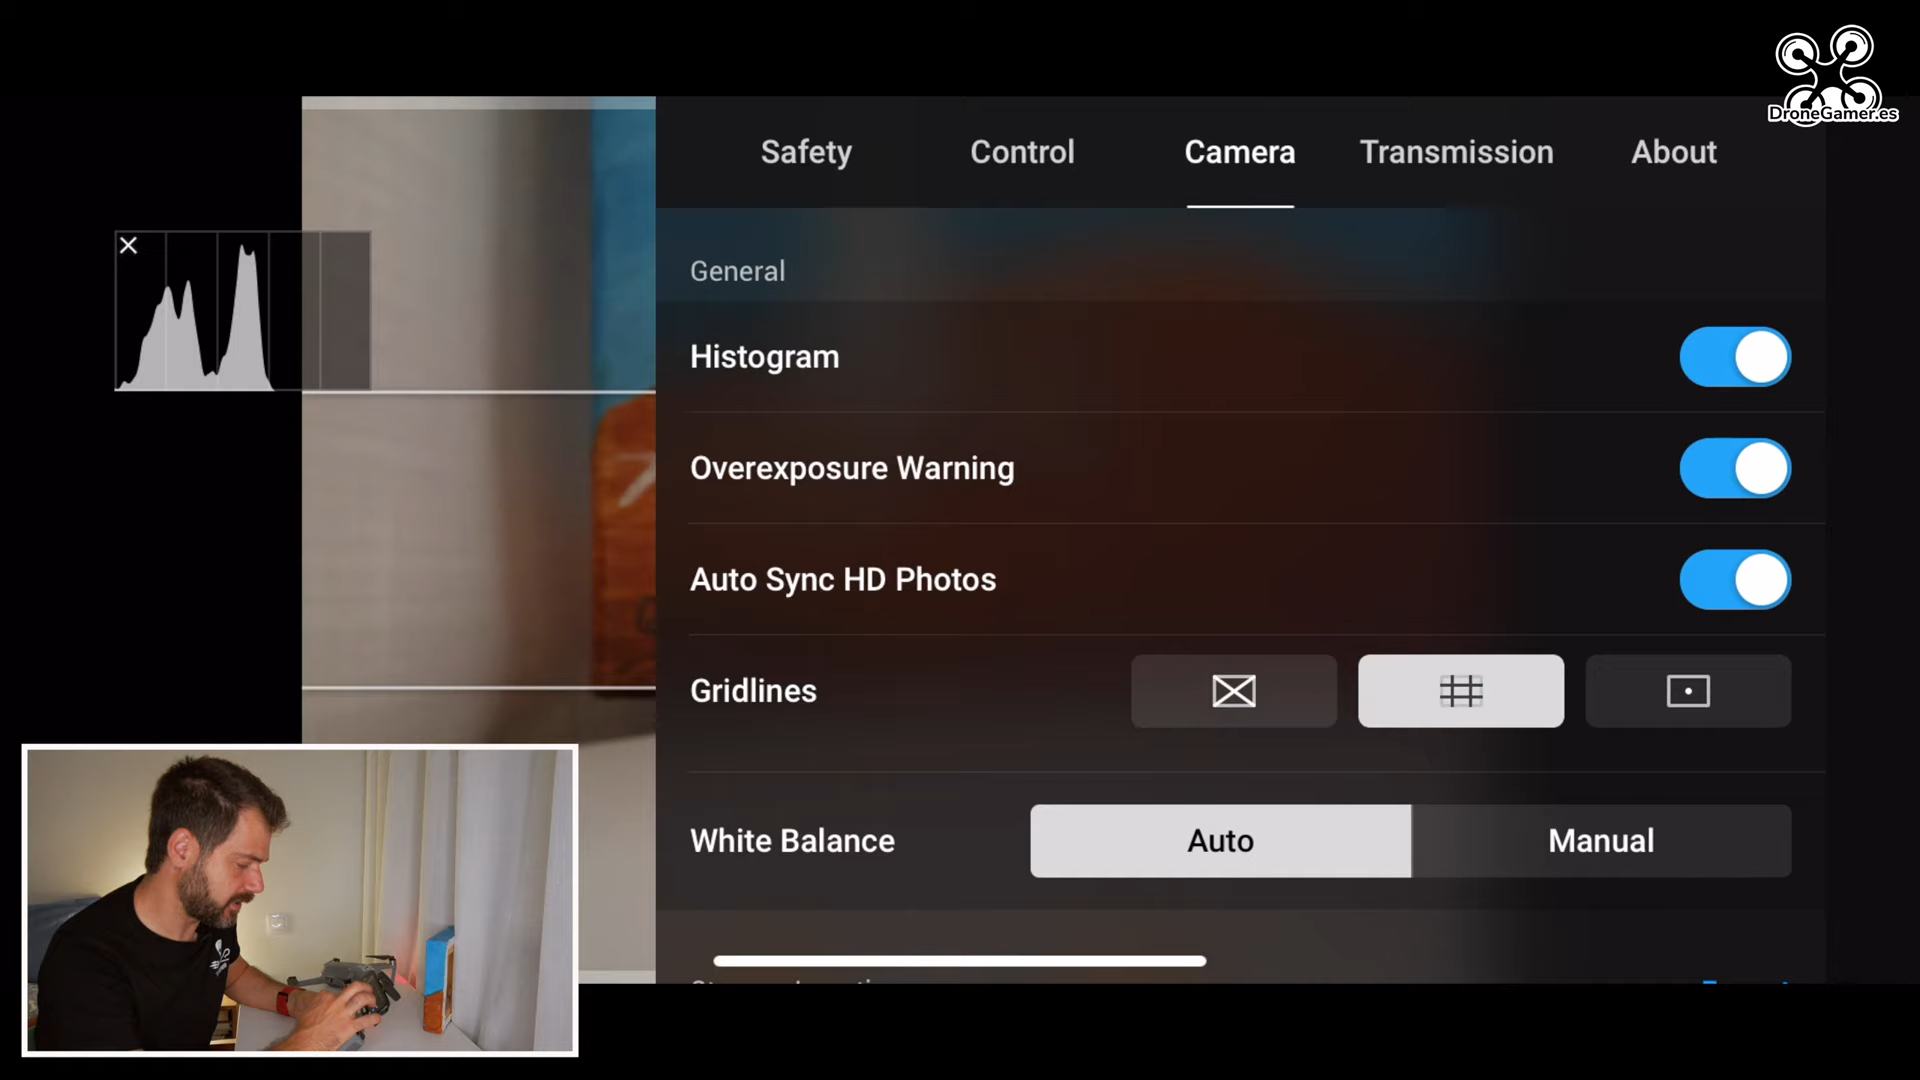 DroneGamer.es
Safety Control Camera Transmission About
General
Histogram
Overexposure Warning
Auto Sync HD Photos
Gridlines
White Balance Auto Manual